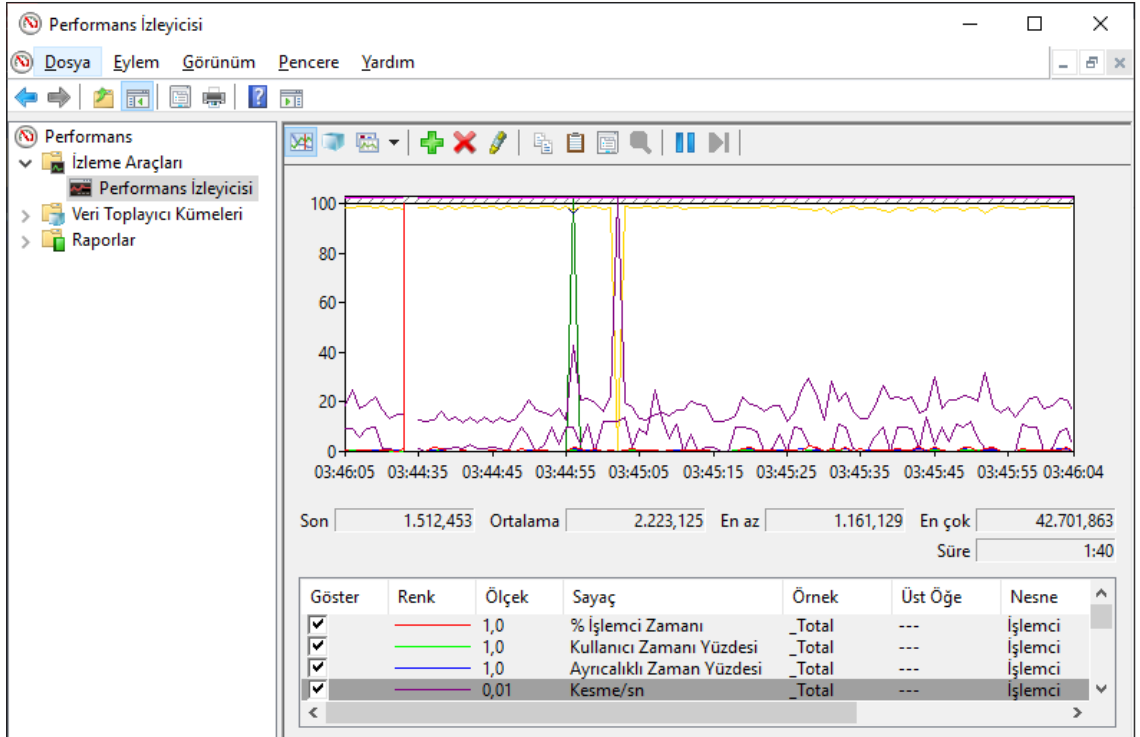 Performans İzleyicisi
Dosya Eylem Görünüm Pencere Yardım
Performans
İzleme Araçları
Performans İzleyicisi
Veri Toplayıcı Kümeleri
Raporlar
100
80
60
40
20
0
03:46:05 03:44:35 03:44:45 03:44:55 03:45:05 03:45:15 03:45:25 03:45:35 03:45:45 03:45:55 03:46:04
Son 1.512,453 Ortalama 2.223,125 En az 1.161,129 En çok 42.701,863
Süre 1:40
Göster Renk Ölçek Sayaç Örnek Üst Öğe Nesne
1,0 % İşlemci Zamanı _Total --- İşlemci
1,0 Kullanıcı Zamanı Yüzdesi _Total --- İşlemci
1,0 Ayrıcalıklı Zaman Yüzdesi _Total --- İşlemci
0,01 Kesme/sn _Total --- İşlemci